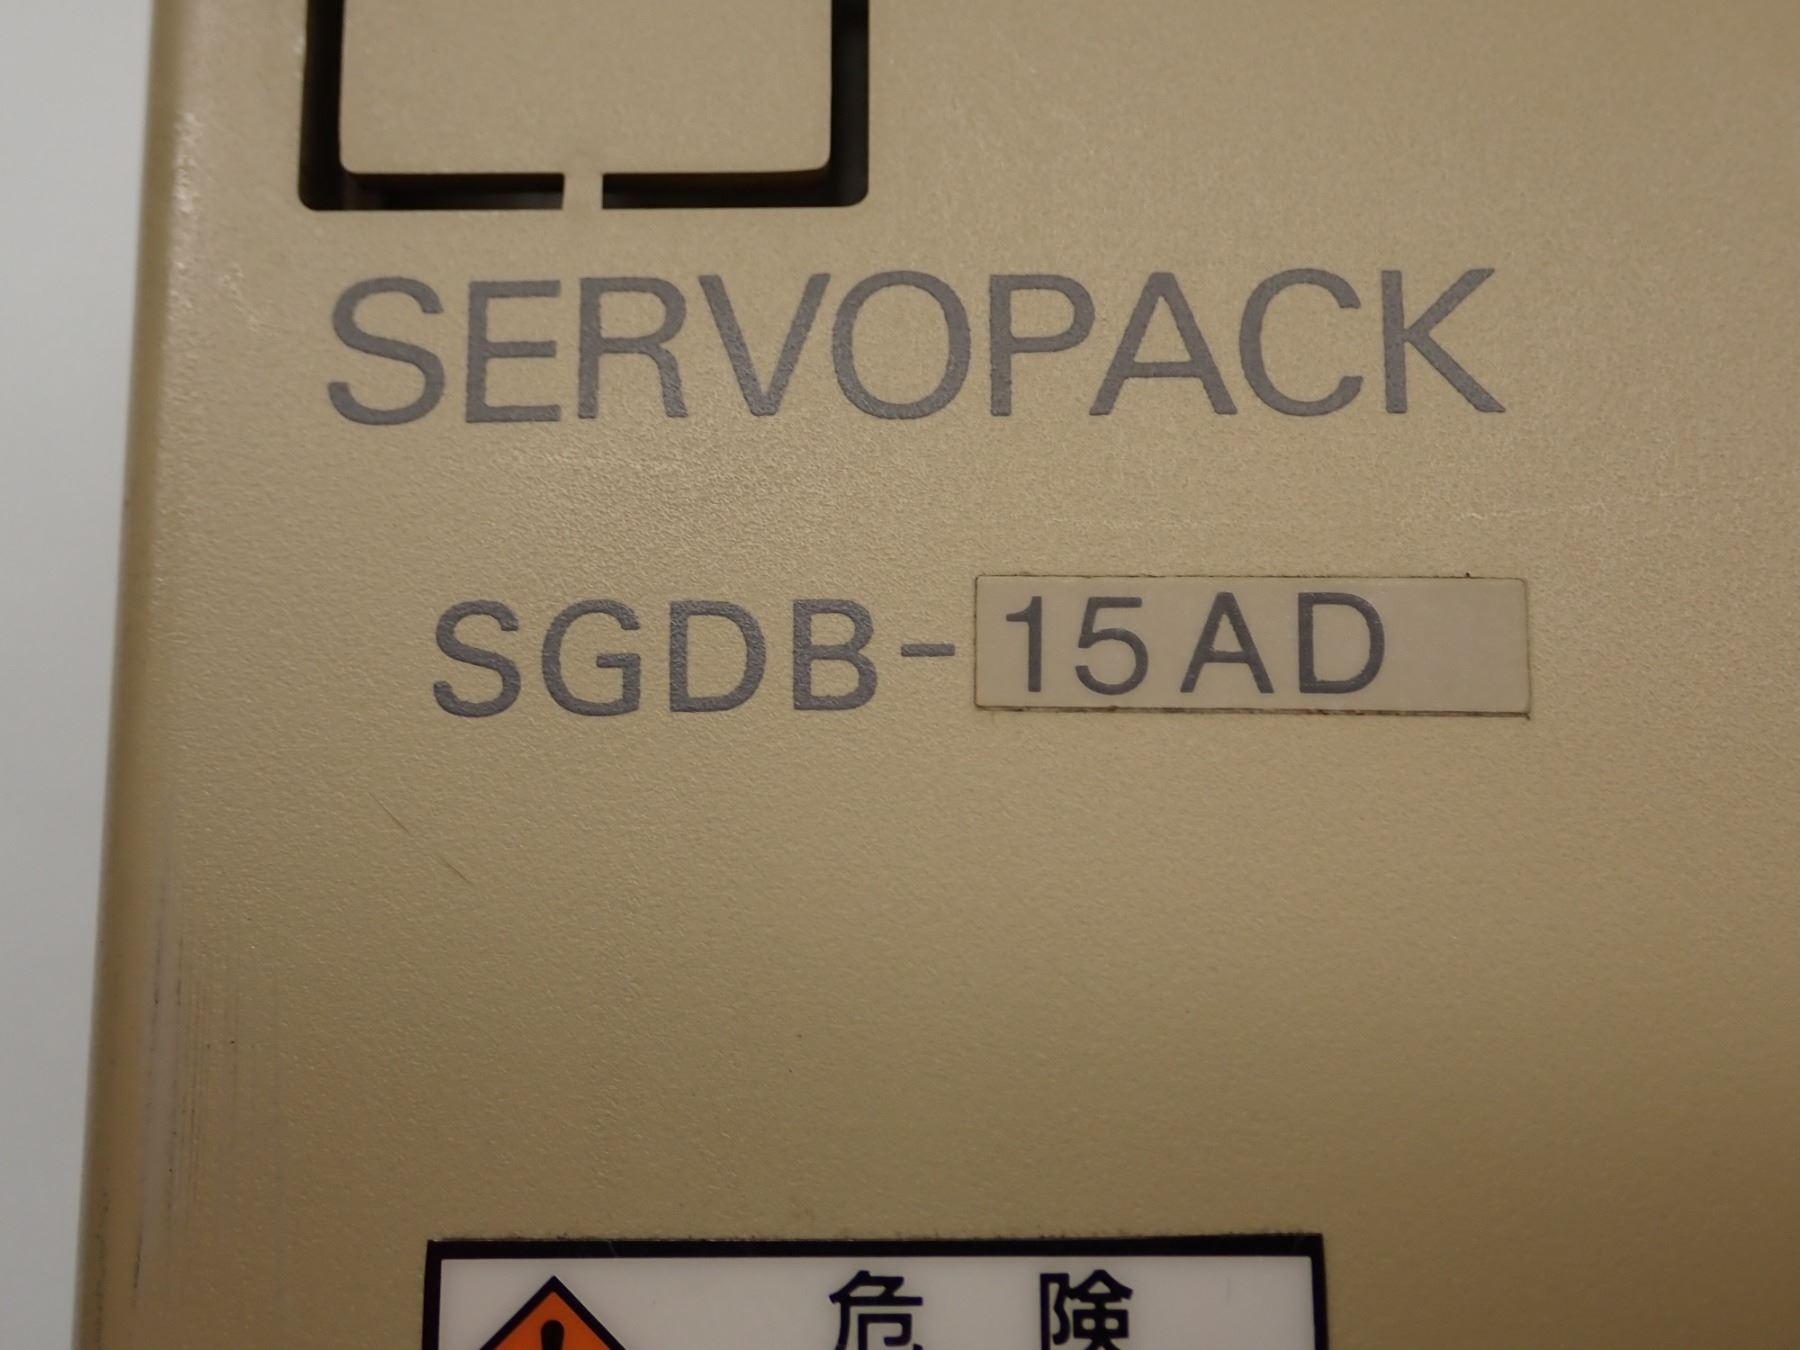 SERVOPACK
SGDB-15AD
危 険